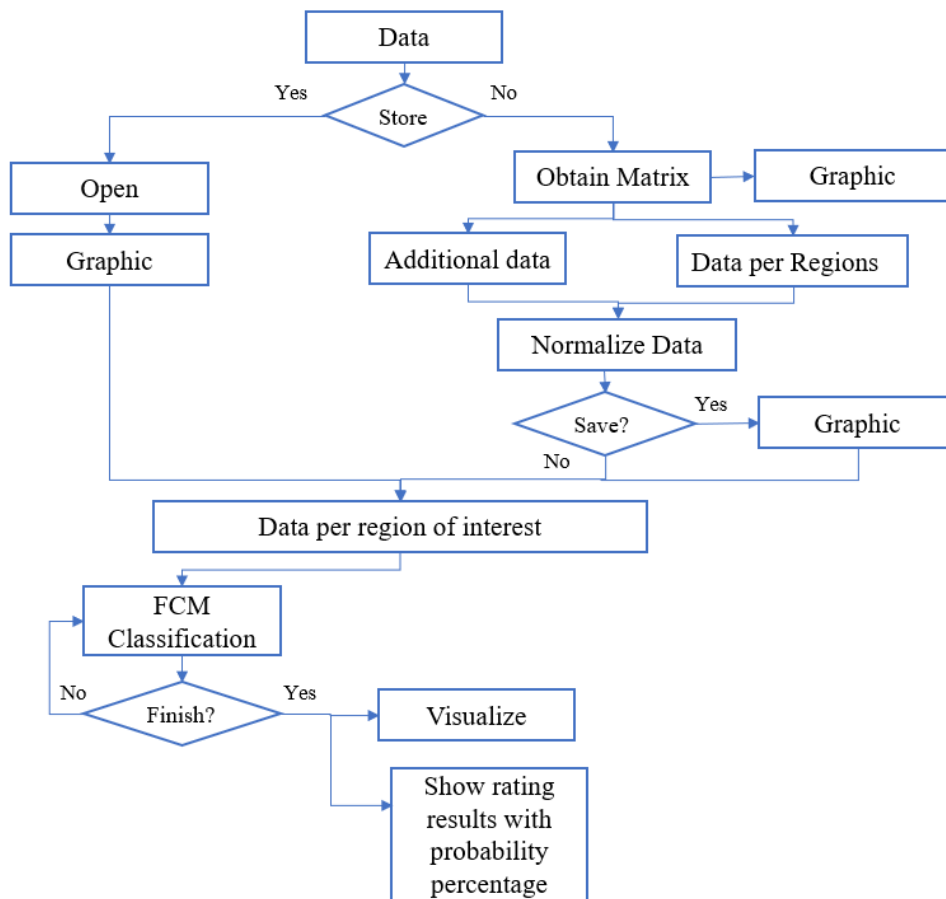 Data
Yes
No
Store
Open
Obtain Matrix
Graphic
Graphic
Additional data
Data per Regions
Normalize Data
Save?
Yes
Graphic
No
Data per region of interest
FCM
Classification
No
Finish?
Yes
Visualize
Show rating
results with
probability
percentage